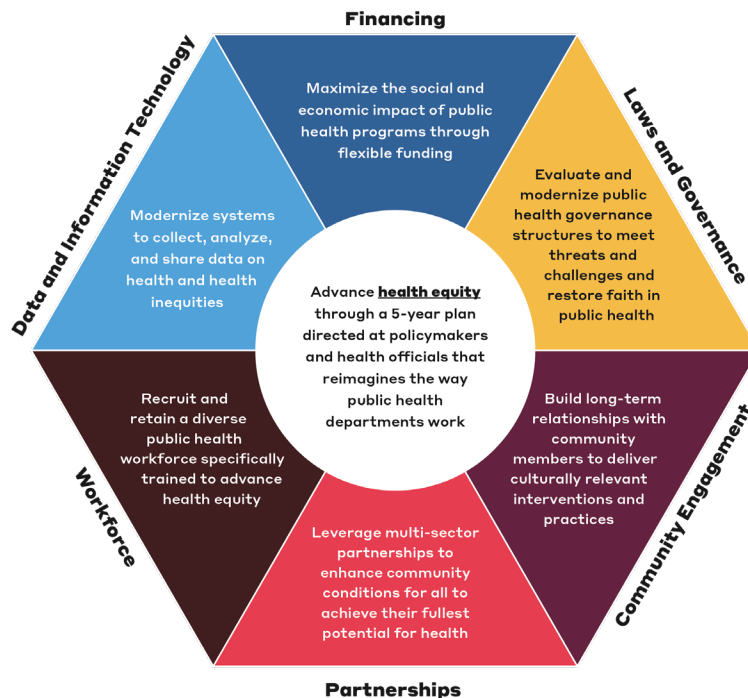 Financing
Maximize the social and
economic impact of public
health programs through
flexible funding
Laws and Governance
Evaluate and
modernize public
health governance
structures to meet
threats and
challenges and
restore faith in
public health
Community Engagement
Build long-term
relationships with
community
members to deliver
culturally relevant
interventions and
practices
Partnerships
Leverage multi-sector
partnerships to
enhance community
conditions for all to
achieve their fullest
potential for health
Workforce
Recruit and
retain a diverse
public health
workforce specifically
trained to advance
health equity
Data and Information Technology
Modernize systems
to collect, analyze,
and share data on
health and health
inequities
Advance health equity
through a 5-year plan
directed at policymakers
and health officials that
reimagines the way
public health
departments work